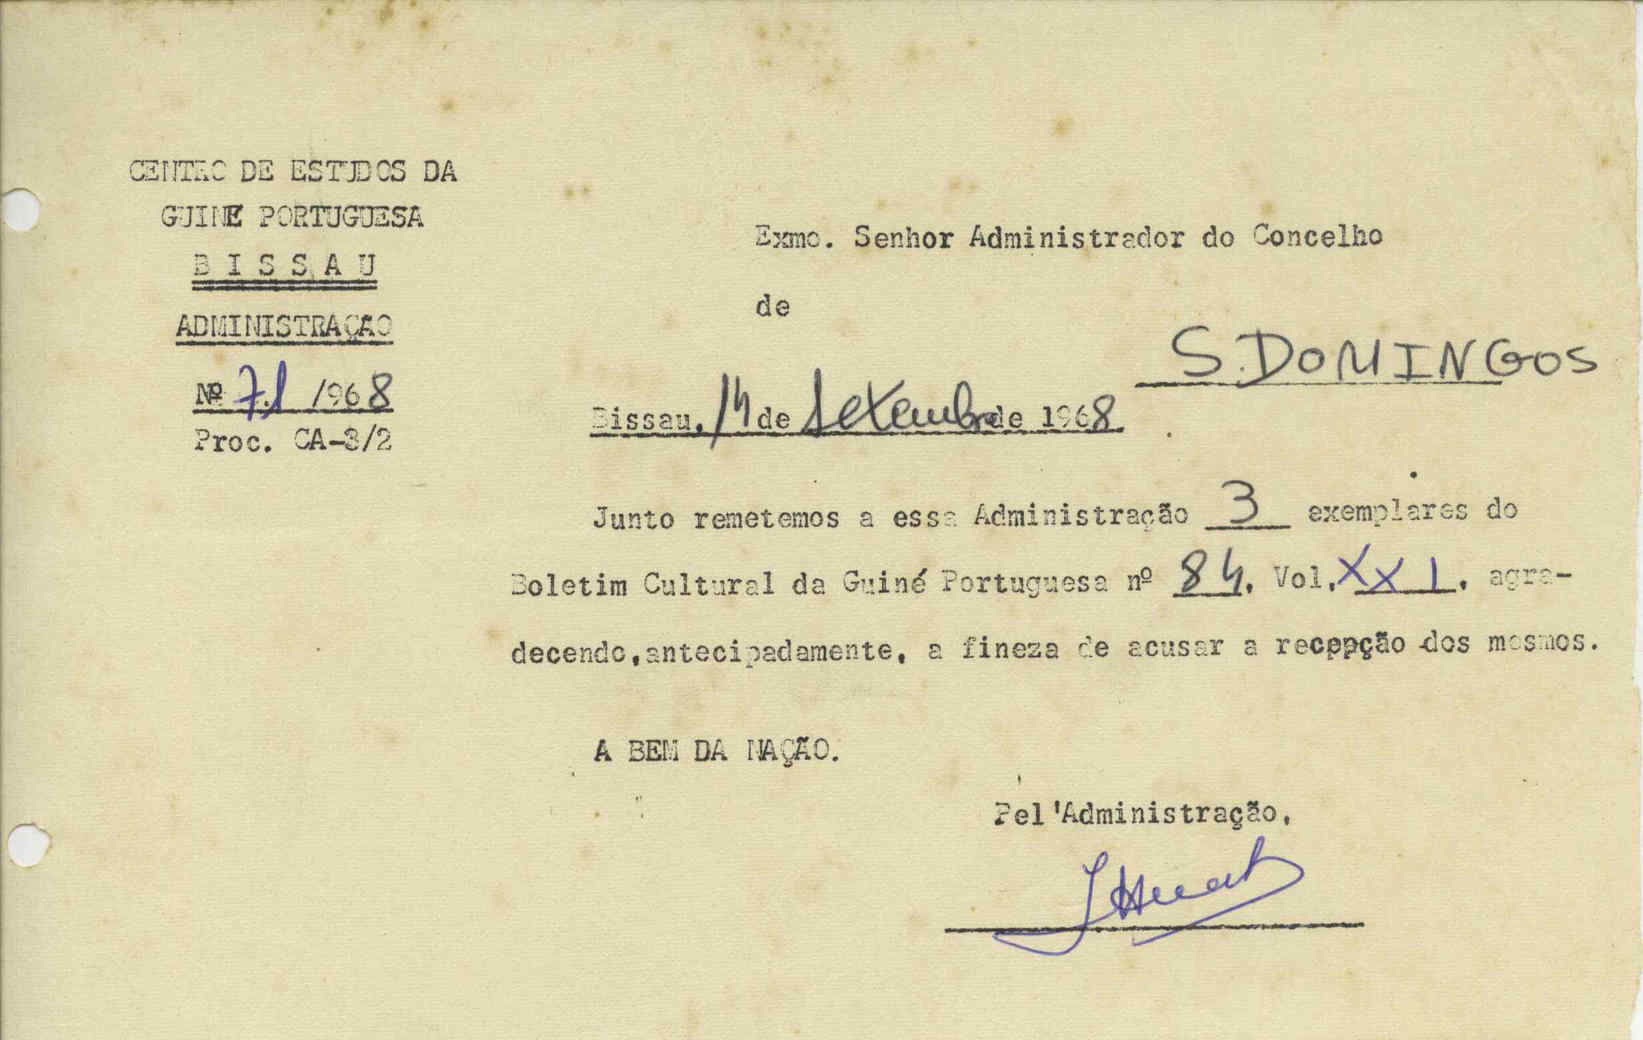 CENTRO DE ESTUDOS DA
GUINÉ PORTUGUESA
B I S S A U
ADMINISTRAÇÃO
Nº 71 /968
Proc. CA-3/2
Exmo. Senhor Administrador do Concelho
de
S. DOMINGOS
Bissau, 14 de Setembro de 1968
Junto remetemos a essa Administração 3 exemplares do
Boletim Cultural da Guiné Portuguesa nº 84, Vol. XXI, agra-
decendo, antecipadamente, a fineza de acusar a recepção dos mesmos.
A BEM DA NAÇÃO.
Pel'Administração,